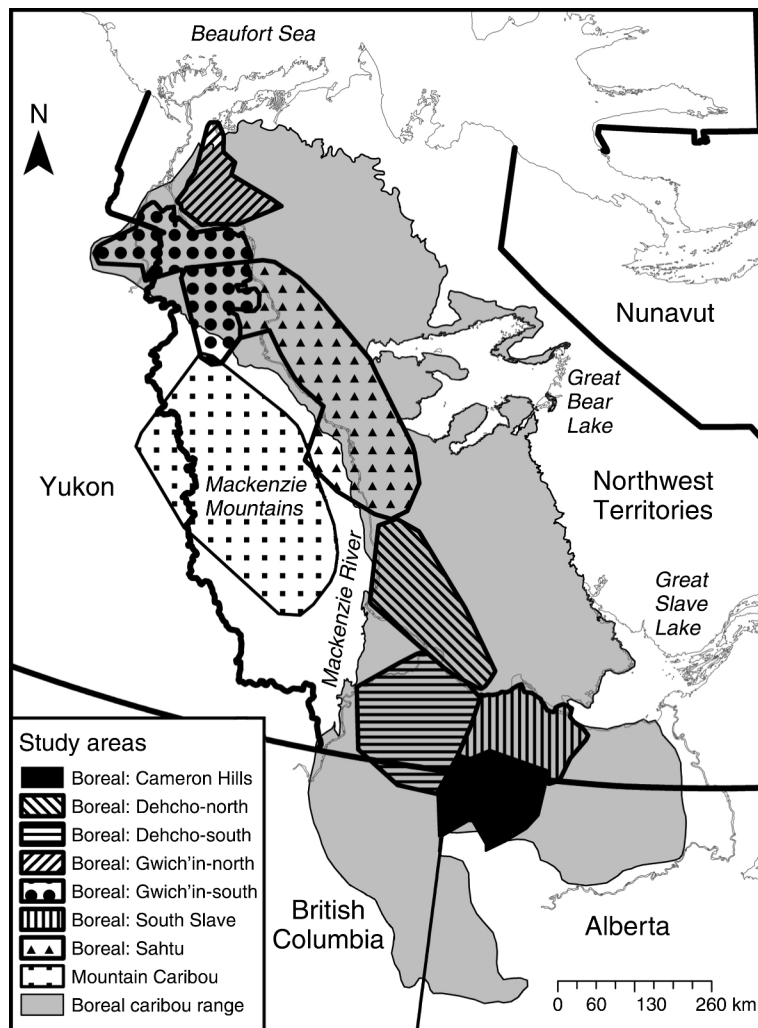 Beaufort Sea
N
Nunavut
Great
Bear
Lake
Yukon
Mackenzie
Mountains
Northwest
Territories
Mackenzie River
Great
Slave
Lake
Study areas
Boreal: Cameron Hills
Boreal: Dehcho-north
Boreal: Dehcho-south
Boreal: Gwich'in-north
Boreal: Gwich'in-south
Boreal: South Slave
Boreal: Sahtu
Mountain Caribou
Boreal caribou range
British
Columbia
Alberta
0 60 130 260 km